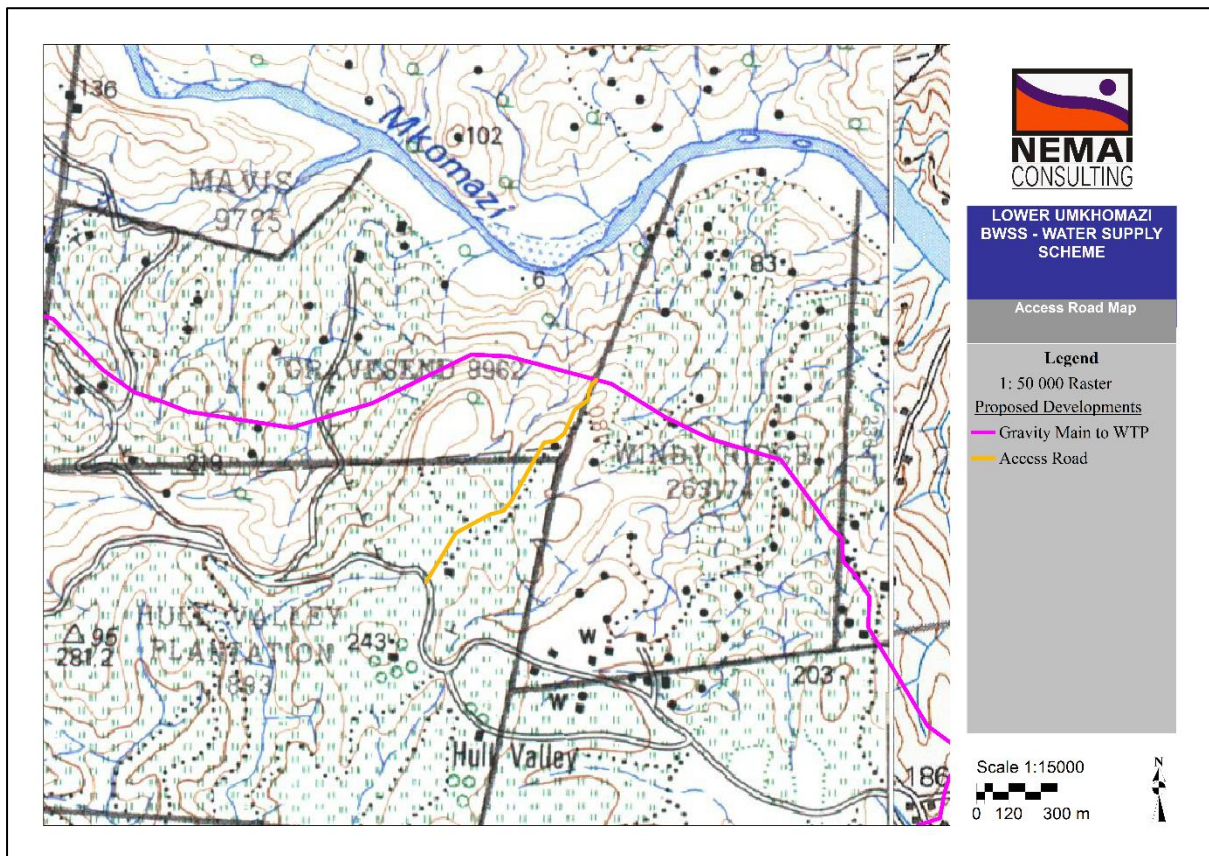 136
Mkomazi
102
MAWIS
9725
83
6
GRAVESEND 8962
219
WINDY RIDGE
HULL VALLEY
PLANTATION
95
281.2
243
W
W
203
Hull Valley
186
NEMAI
CONSULTING
LOWER UMKHOMAZI
BWSS - WATER SUPPLY
SCHEME
Access Road Map
Legend
1: 50 000 Raster
Proposed Developments
Gravity Main to WTP
Access Road
Scale 1:15000
N
0 120 300 m